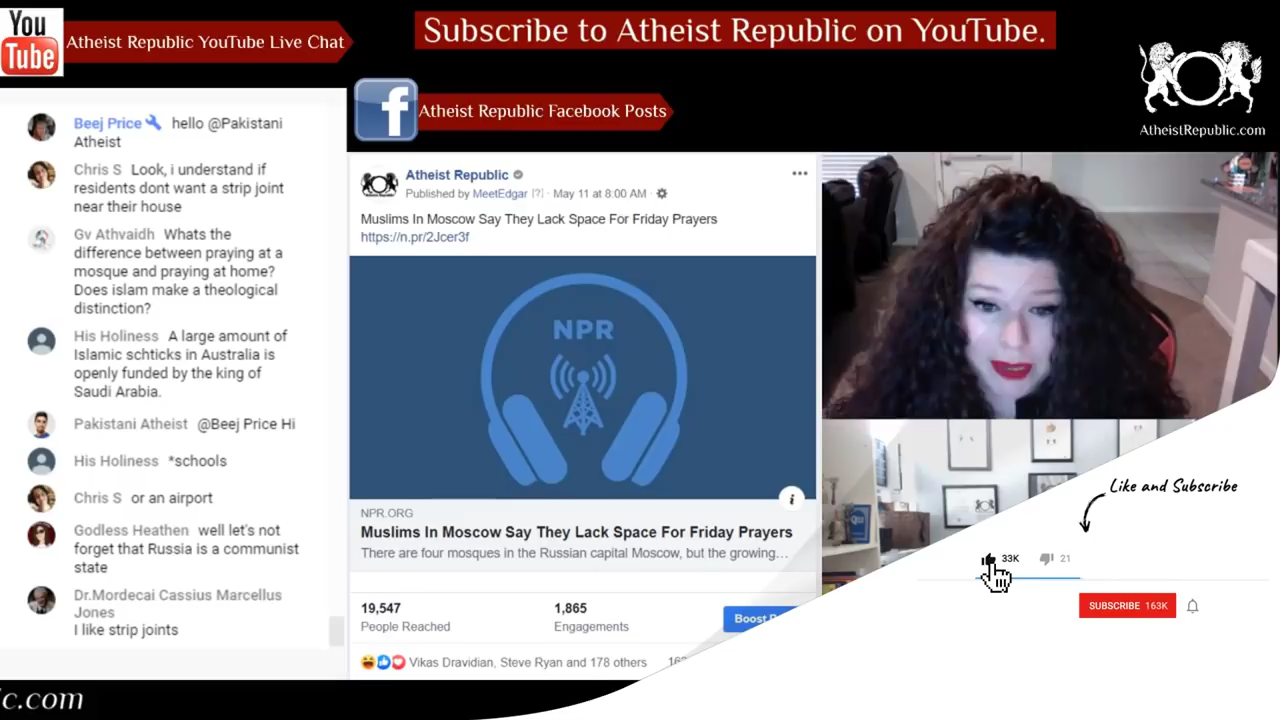 You
Tube
Atheist Republic YouTube Live Chat
Subscribe to Atheist Republic on YouTube.
AtheistRepublic.com
Atheist Republic Facebook Posts
Beej Price hello @Pakistani
Atheist
Chris S Look, i understand if
residents dont want a strip joint
near their house
Gv Athvaidh Whats the
difference between praying at a
mosque and praying at home?
Does islam make a theological
distinction?
His Holiness A large amount of
Islamic schticks in Australia is
openly funded by the king of
Saudi Arabia.
Pakistani Atheist @Beej Price Hi
His Holiness *schools
Chris S or an airport
Godless Heathen well let's not
forget that Russia is a communist
state
Dr.Mordecai Cassius Marcellus
Jones
I like strip joints
Atheist Republic
Published by MeetEdgar [?] · May 11 at 8:00 AM ·
Muslims In Moscow Say They Lack Space For Friday Prayers
https://n.pr/2Jcer3f
NPR
NPR.ORG
Muslims In Moscow Say They Lack Space For Friday Prayers
There are four mosques in the Russian capital Moscow, but the growing...
19,547
People Reached
1,865
Engagements
Boost
Vikas Dravidian, Steve Ryan and 178 others
Like and Subscribe
33K
21
SUBSCRIBE 163K
c.com